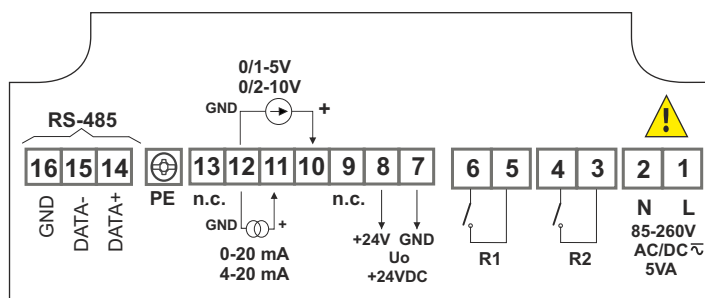 0/1-5V
0/2-10V
GND +
RS-485
!
16 15 14 13 12 11 10 9 8 7 6 5 4 3 2 1
PE n.c. n.c. N L
GND
DATA-
DATA+
GND +
0-20 mA
4-20 mA
+24V GND
Uo
+24VDC
R1
R2
85-260V
AC/DC
5VA